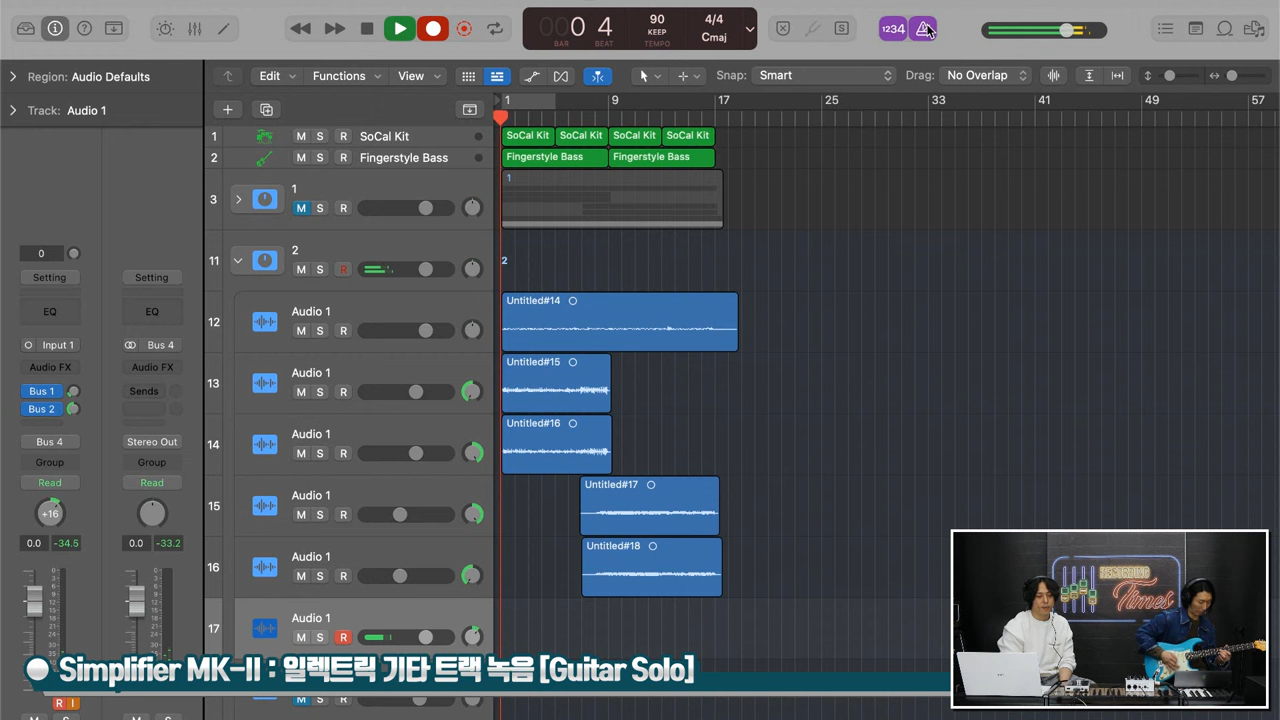 00 4
BAR BEAT
90
KEEP
TEMPO
4/4
Cmaj
S
1234
Region: Audio Defaults
Edit
Functions
View
Snap: Smart
Drag: No Overlap
Track: Audio 1
1 9 17 25 33 41 49 57
1 M S R SoCal Kit
SoCal Kit SoCal Kit SoCal Kit SoCal Kit
2 M S R Fingerstyle Bass
Fingerstyle Bass Fingerstyle Bass
3 1
M S R
1
11 2
M S R
2
12 Audio 1
M S R
Untitled#14
13 Audio 1
M S R
Untitled#15
14 Audio 1
M S R
Untitled#16
15 Audio 1
M S R
Untitled#17
16 Audio 1
M S R
Untitled#18
17 Audio 1
M S R
0
Setting Setting
EQ EQ
Input 1 Bus 4
Audio FX Audio FX
Bus 1 Sends
Bus 2
Bus 4 Stereo Out
Group Group
Read Read
+16
0.0 -34.5 0.0 -33.2
R I
Simplifier MK-II : 일렉트릭 기타 트랙 녹음 [Guitar Solo]
Times